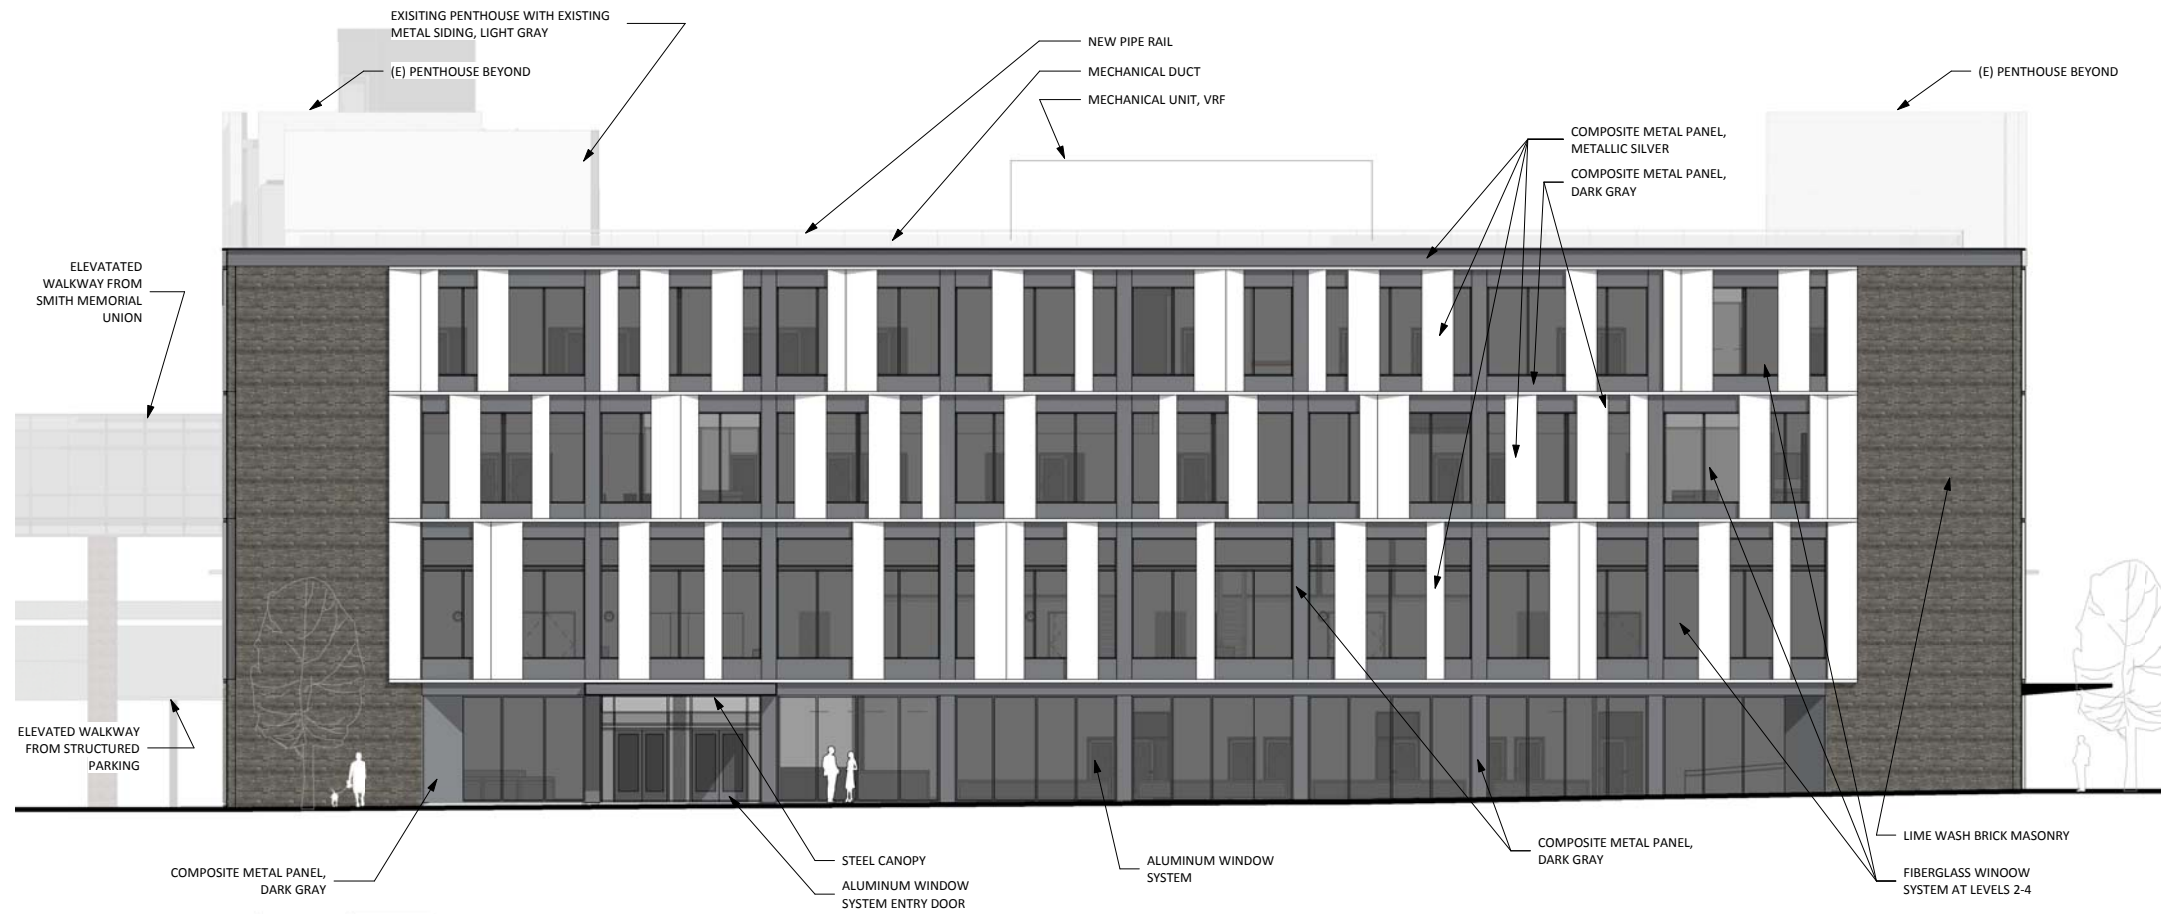 EXISITING PENTHOUSE WITH EXISTING
METAL SIDING, LIGHT GRAY
(E) PENTHOUSE BEYOND
NEW PIPE RAIL
MECHANICAL DUCT
MECHANICAL UNIT, VRF
(E) PENTHOUSE BEYOND
COMPOSITE METAL PANEL,
METALLIC SILVER
COMPOSITE METAL PANEL,
DARK GRAY
ELEVATATED
WALKWAY FROM
SMITH MEMORIAL
UNION
ELEVATED WALKWAY
FROM STRUCTURED
PARKING
COMPOSITE METAL PANEL,
DARK GRAY
STEEL CANOPY
ALUMINUM WINDOW
SYSTEM ENTRY DOOR
ALUMINUM WINDOW
SYSTEM
COMPOSITE METAL PANEL,
DARK GRAY
LIME WASH BRICK MASONRY
FIBERGLASS WINOOW
SYSTEM AT LEVELS 2-4